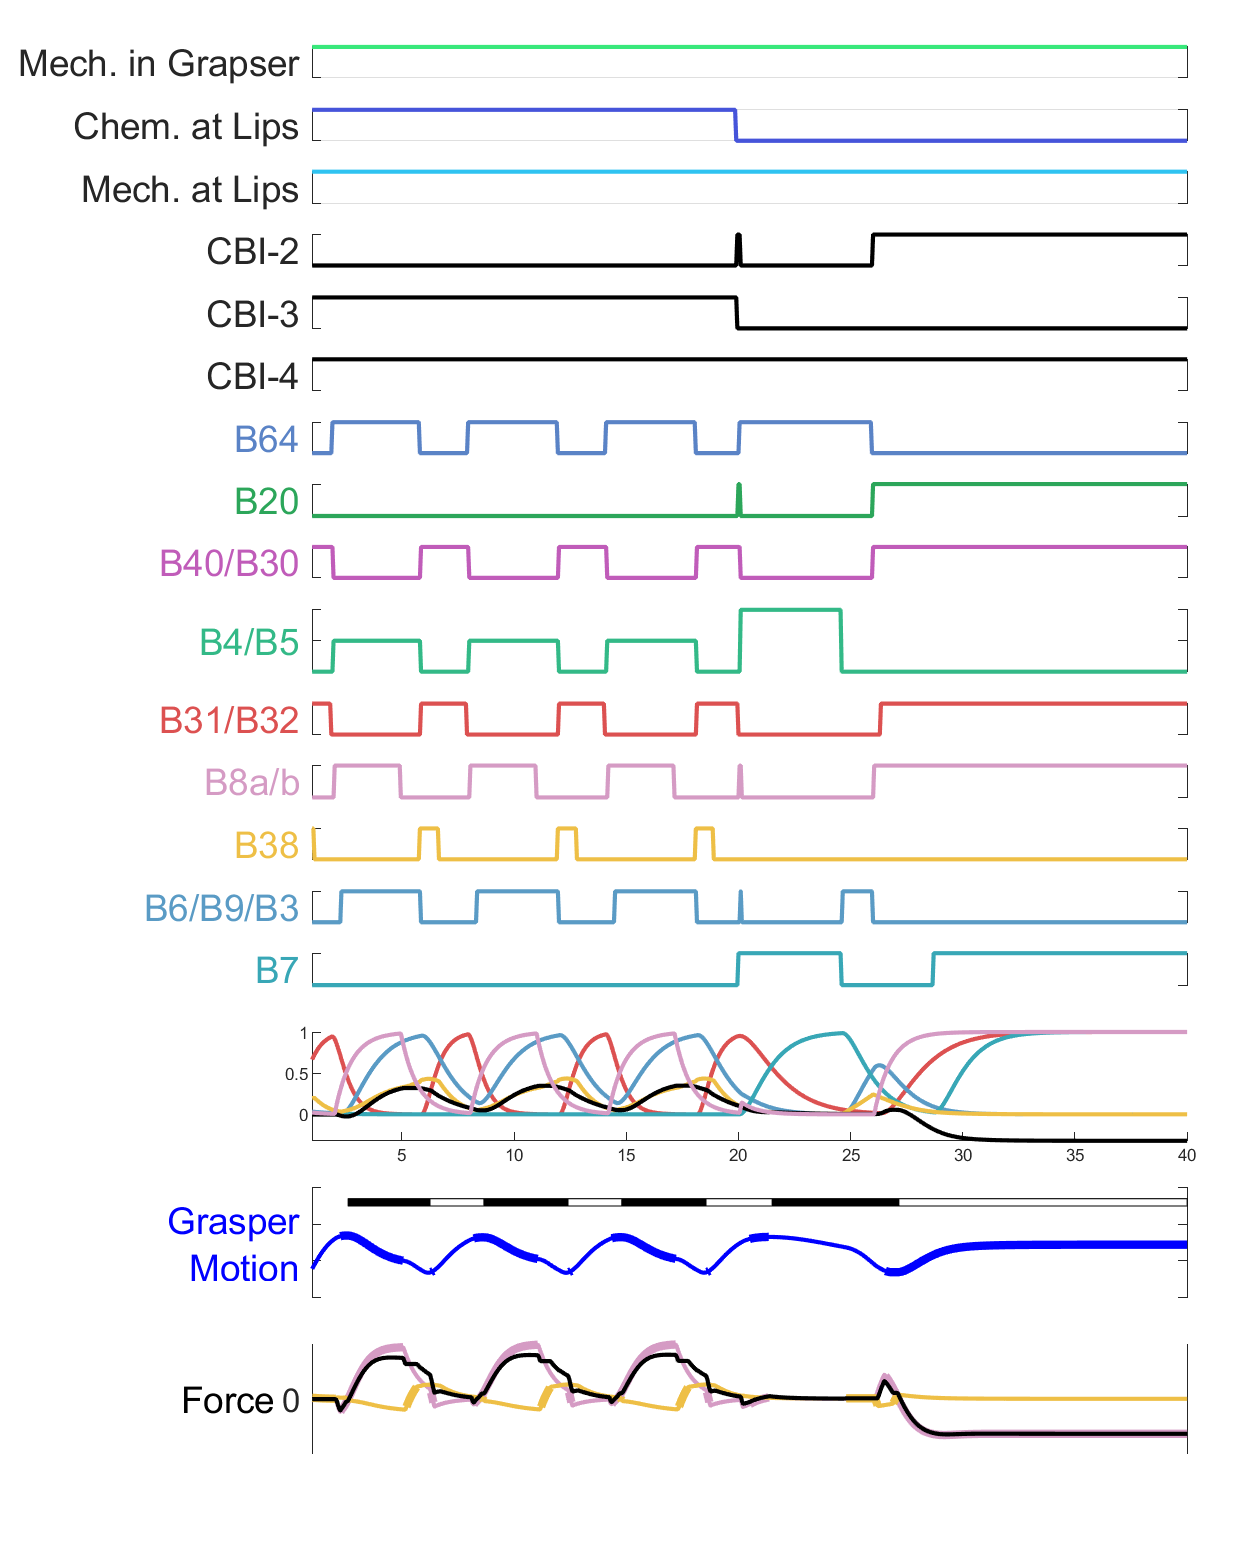 Mech. in Grapser
Chem. at Lips
Mech. at Lips
CBI-2
CBI-3
CBI-4
B64
B20
B40/B30
B4/B5
B31/B32
B8a/b
B38
B6/B9/B3
B7
1
0.5
0
5 10 15 20 25 30 35 40
Grasper
Motion
Force 0